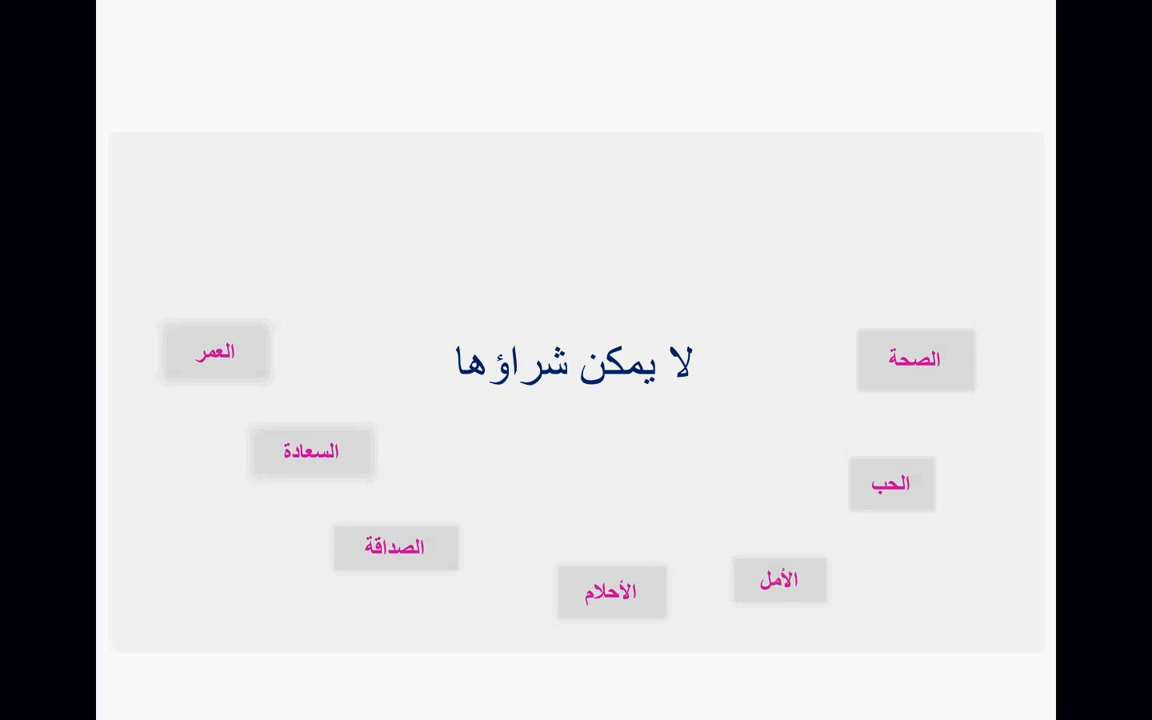 لا يمكن شراؤها
الصحة
الحب
الأمل
الأحلام
الصداقة
السعادة
العمر